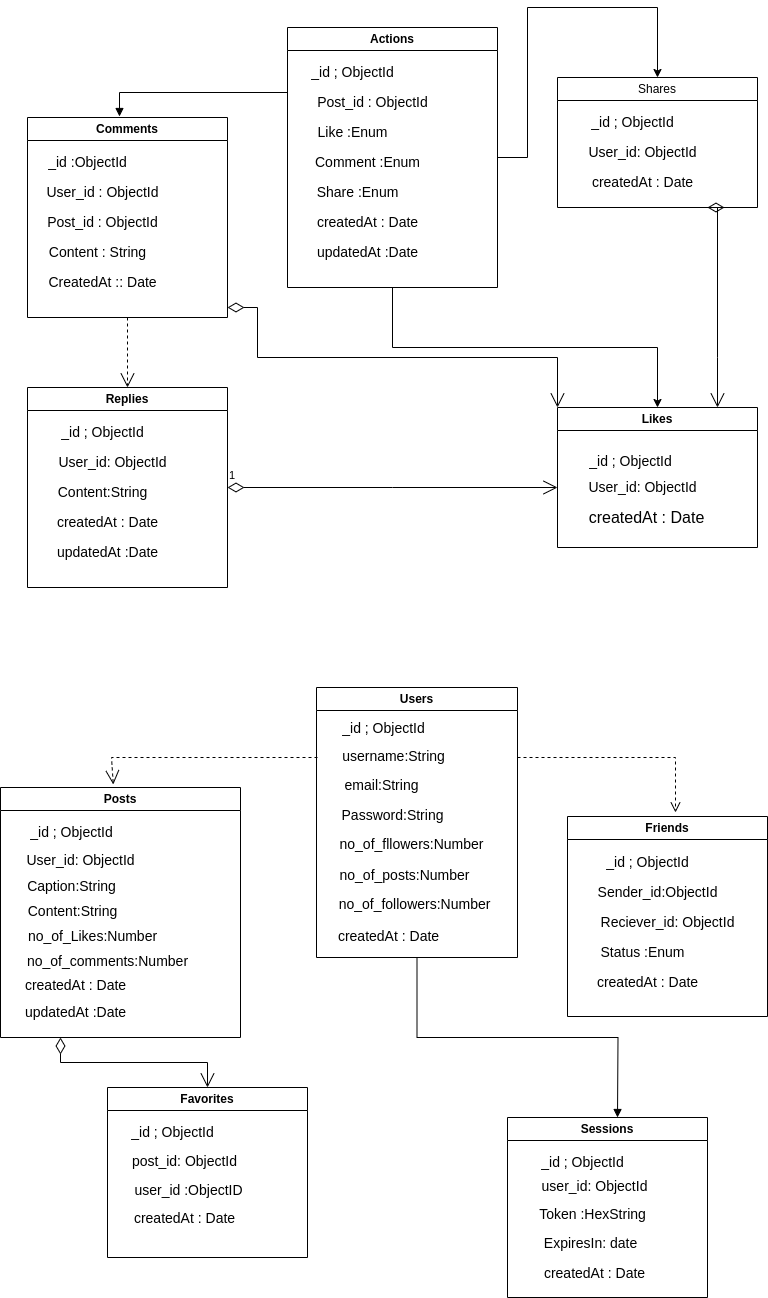 Actions
_id ; ObjectId
Post_id : ObjectId
Like :Enum
Comment :Enum
Share :Enum
createdAt : Date
updatedAt :Date
Shares
_id ; ObjectId
User_id: ObjectId
createdAt : Date
Comments
_id :ObjectId
User_id : ObjectId
Post_id : ObjectId
Content : String
CreatedAt :: Date
Replies
_id ; ObjectId
User_id: ObjectId
Content:String
createdAt : Date
updatedAt :Date
1
Likes
_id ; ObjectId
User_id: ObjectId
createdAt : Date
Users
_id ; ObjectId
username:String
email:String
Password:String
no_of_fllowers:Number
no_of_posts:Number
no_of_followers:Number
createdAt : Date
Posts
_id ; ObjectId
User_id: ObjectId
Caption:String
Content:String
no_of_Likes:Number
no_of_comments:Number
createdAt : Date
updatedAt :Date
Friends
_id ; ObjectId
Sender_id:ObjectId
Reciever_id: ObjectId
Status :Enum
createdAt : Date
Favorites
_id ; ObjectId
post_id: ObjectId
user_id :ObjectID
createdAt : Date
Sessions
_id ; ObjectId
user_id: ObjectId
Token :HexString
ExpiresIn: date
createdAt : Date